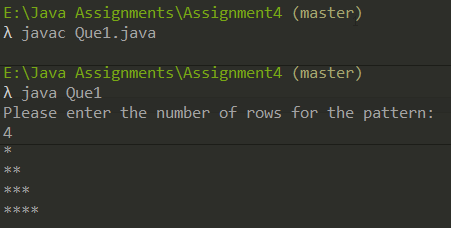 E:\Java Assignments\Assignment4 (master)
λ javac Que1.java
E:\Java Assignments\Assignment4 (master)
λ java Que1
Please enter the number of rows for the pattern:
4
*
**
***
****